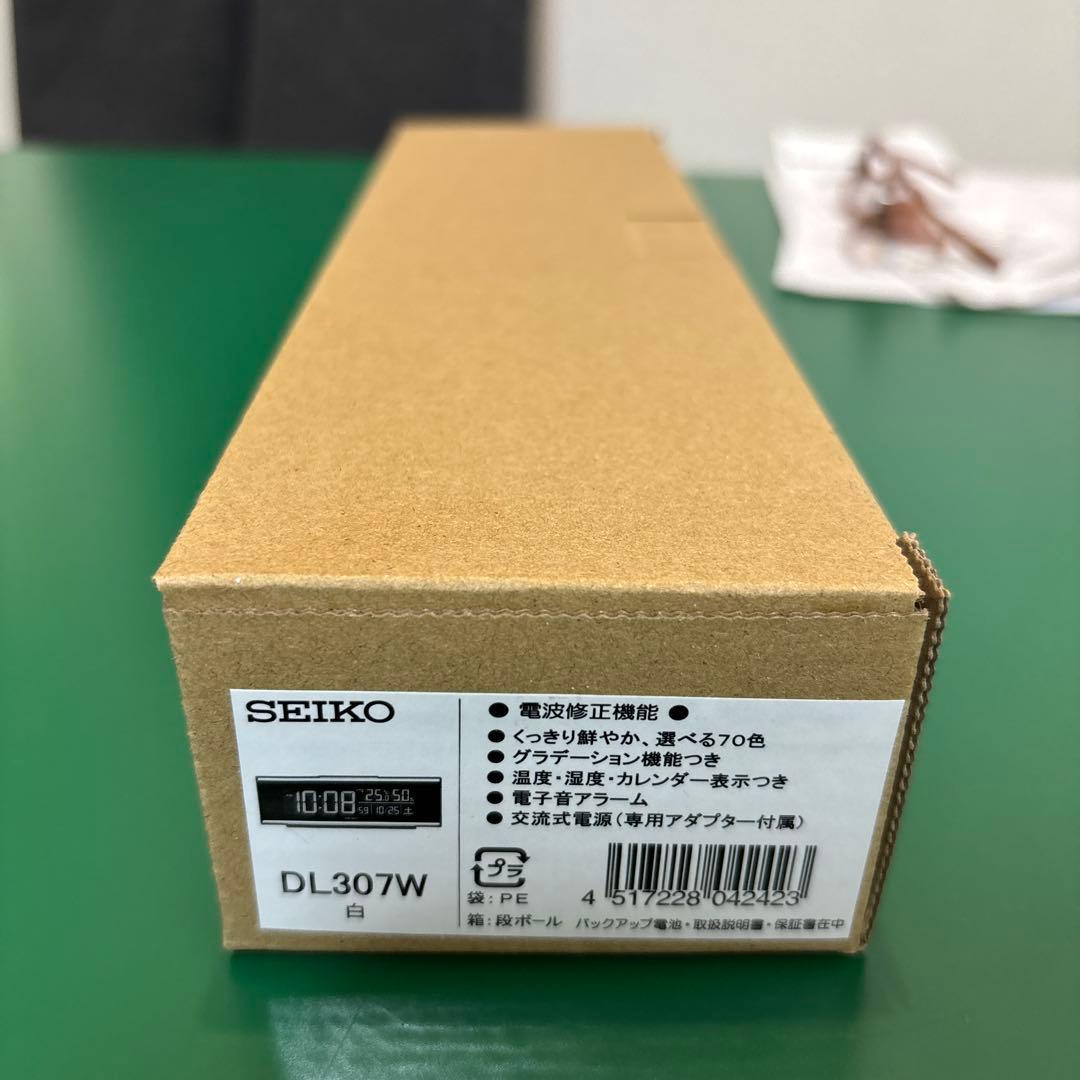 SEIKO
10:08 25.0 50%
59 10/25 土
DL307W
白
● 電波修正機能 ●
● くっきり鮮やか、選べる70色
● グラデーション機能つき
● 温度・湿度・カレンダー表示つき
● 電子音アラーム
● 交流式電源(専用アダプター付属)
プラ
袋:PE
箱:段ボール
4 517228 042423
バックアップ電池・取扱説明書・保証書在中